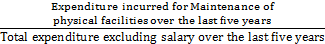 Expenditure incurred for Maintenance of
physical facilities over the last five years
Total expenditure excluding salary over the last five years